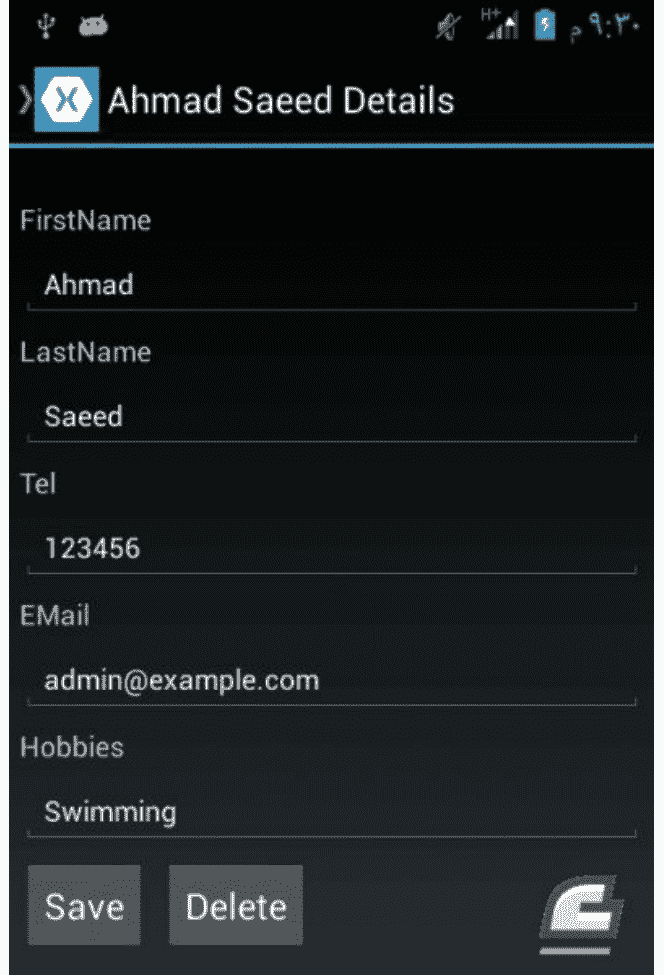 H+ م ٩:٣٠
Ahmad Saeed Details
FirstName
Ahmad
LastName
Saeed
Tel
123456
EMail
admin@example.com
Hobbies
Swimming
Save Delete